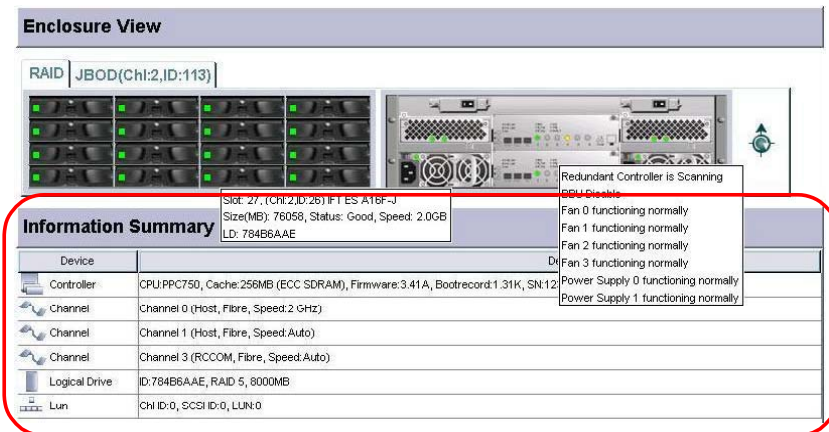 Enclosure View
RAID JBOD(Chl:2,ID:113)
Redundant Controller is Scanning
BBU Disable
Slot: 27, (Chl:2,ID:26) IFT ES A16F-J
Size(MB): 76058, Status: Good, Speed: 2.0GB
LD: 784B6AAE
Fan 0 functioning normally
Fan 1 functioning normally
Fan 2 functioning normally
Fan 3 functioning normally
Power Supply 0 functioning normally
Power Supply 1 functioning normally
Information Summary
Device
Controller CPU:PPC750, Cache:256MB (ECC SDRAM), Firmware:3.41A, Bootrecord:1.31K, SN:12
Channel Channel 0 (Host, Fibre, Speed:2 GHz)
Channel Channel 1 (Host, Fibre, Speed:Auto)
Channel Channel 3 (RCCOM, Fibre, Speed:Auto)
Logical Drive ID:784B6AAE, RAID 5, 8000MB
Lun Chl ID:0, SCSI ID:0, LUN:0